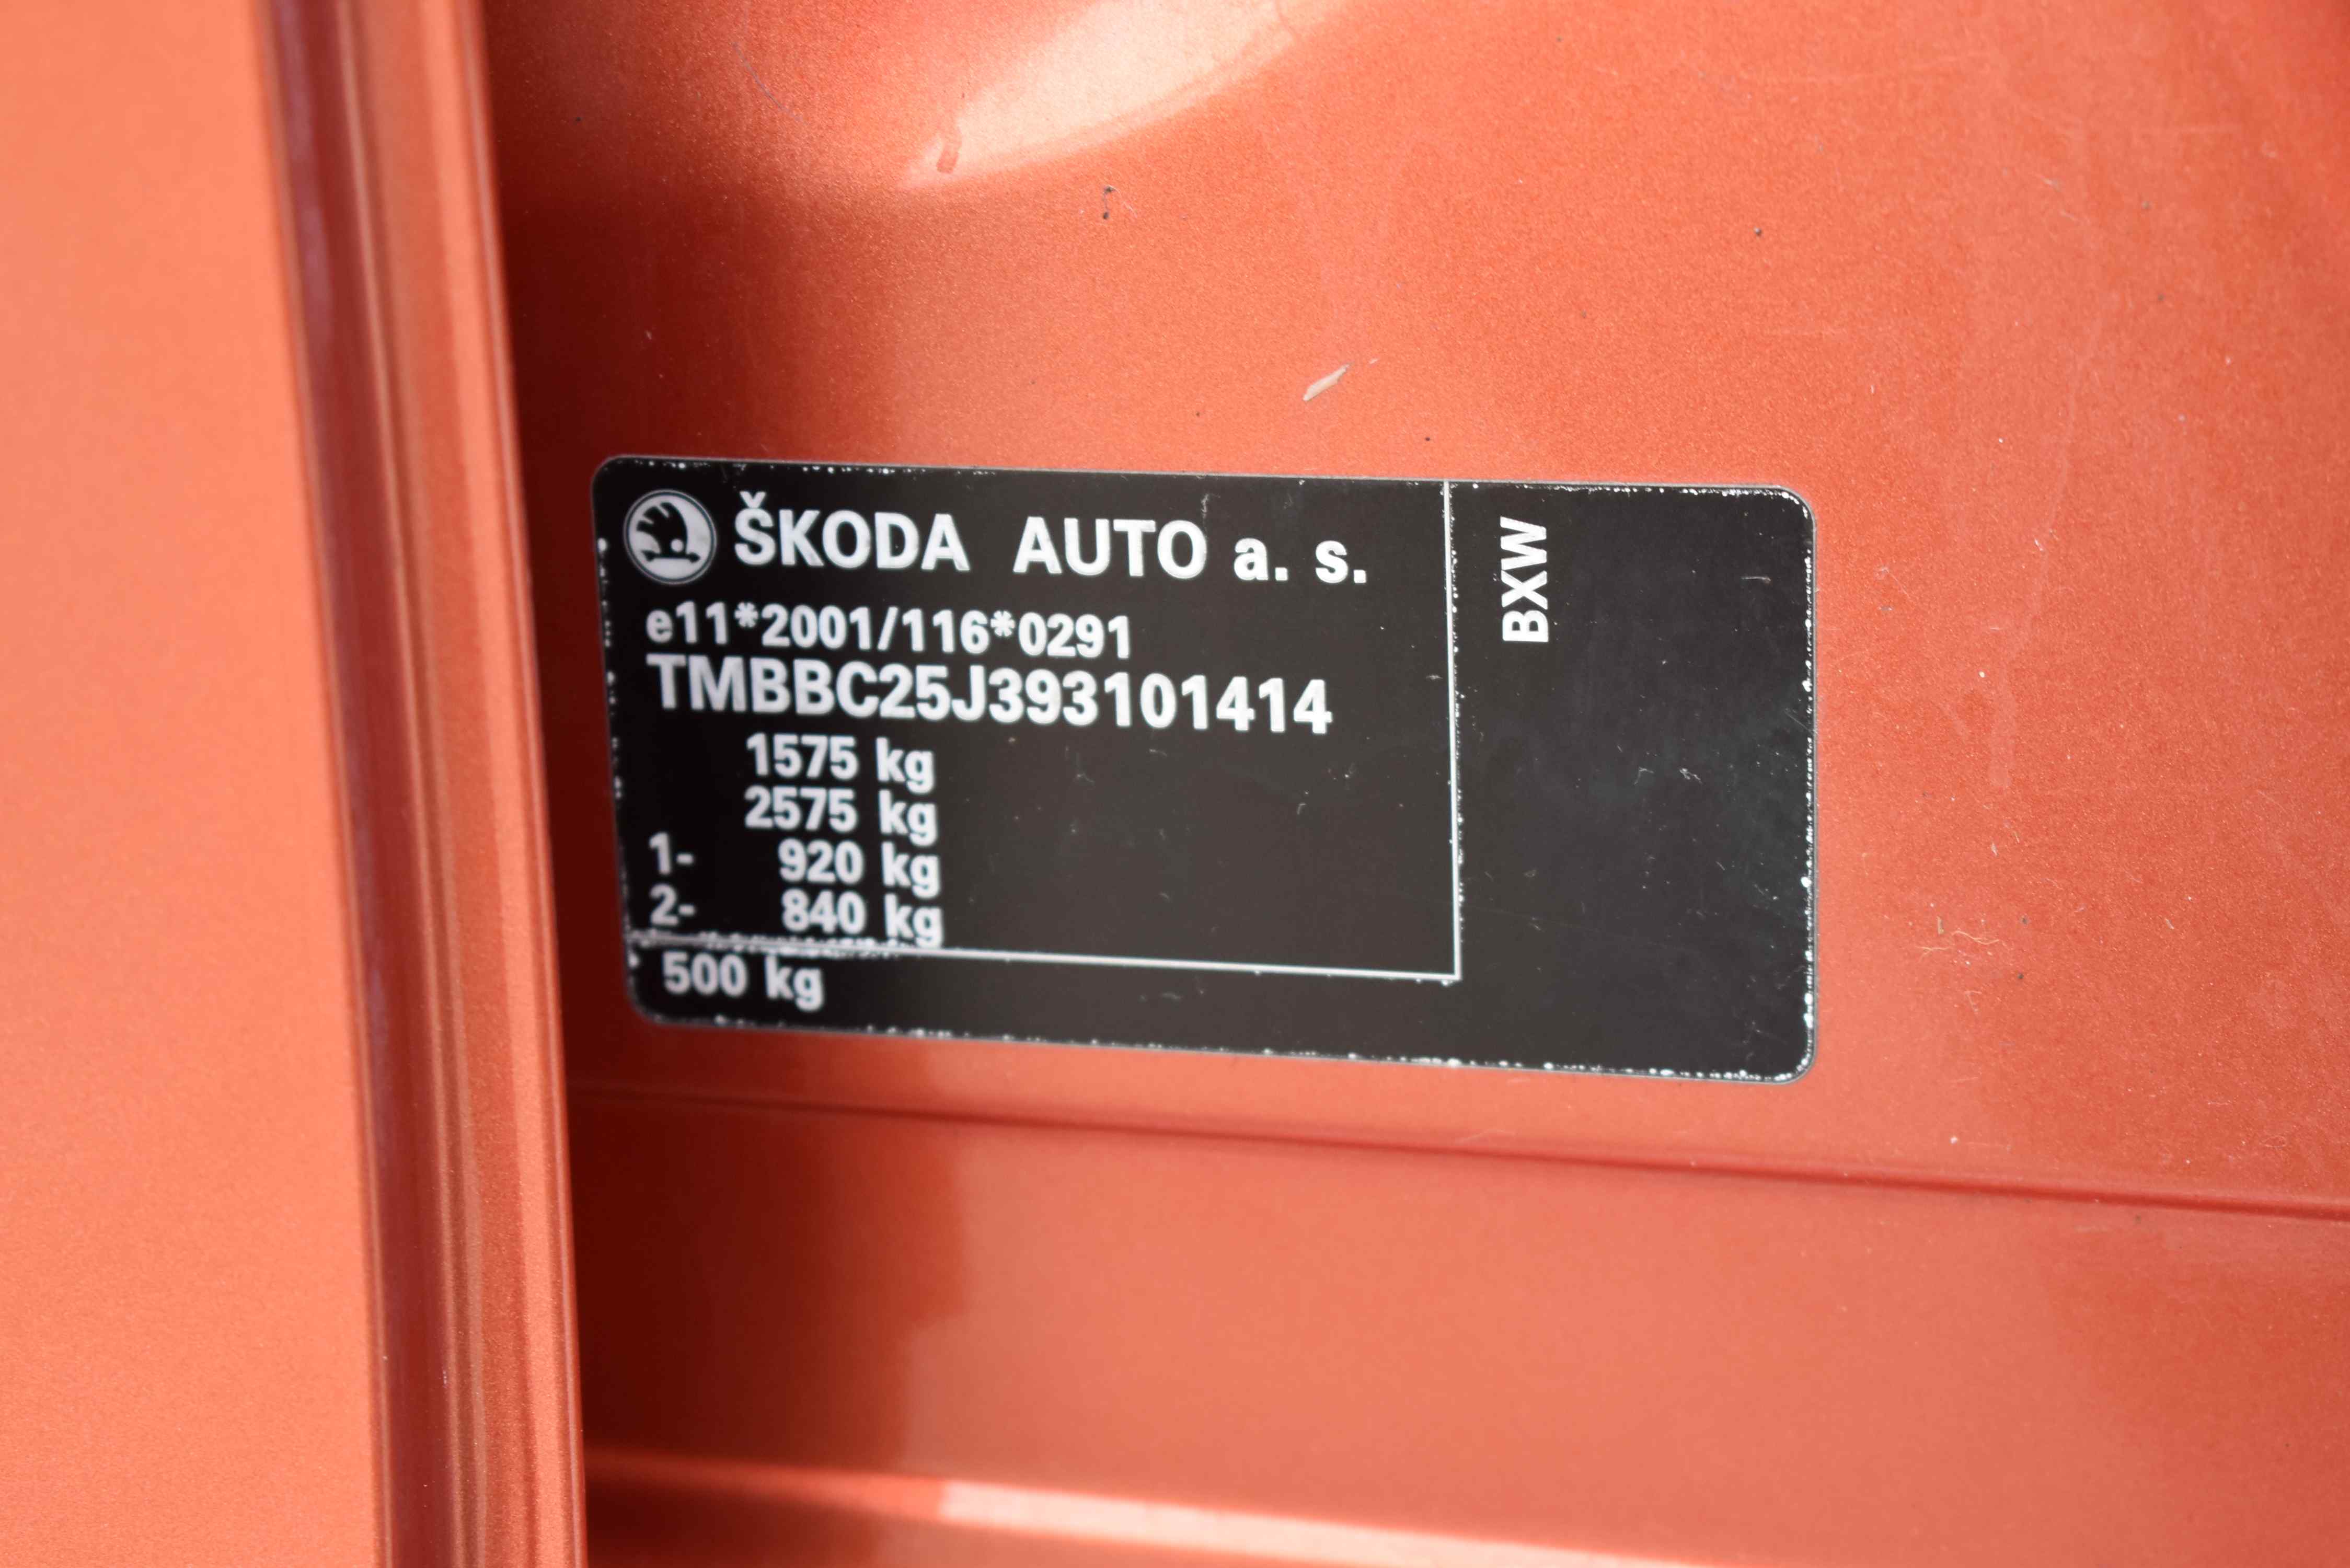 ŠKODA AUTO a. s.
e11*2001/116*0291
TMBBC25J393101414
1575 kg
2575 kg
1- 920 kg
2- 840 kg
500 kg
BXW